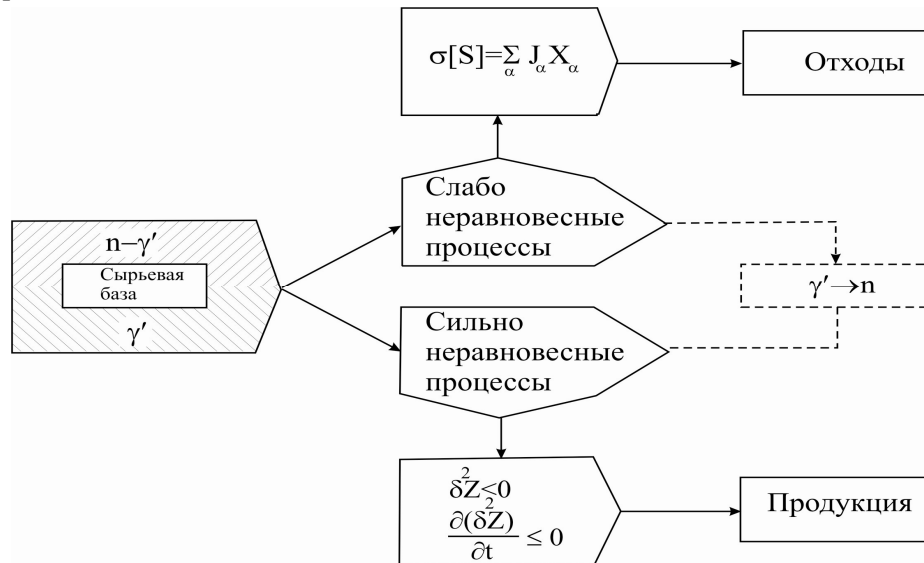 σ[S]=Σ J_α X_α
α
Отходы
Слабо
неравновесные
процессы
n–γ′
Сырьевая
база
γ′
γ′→n
Сильно
неравновесные
процессы
δ²Z<0
∂(δ²Z)
∂t
≤ 0
Продукция